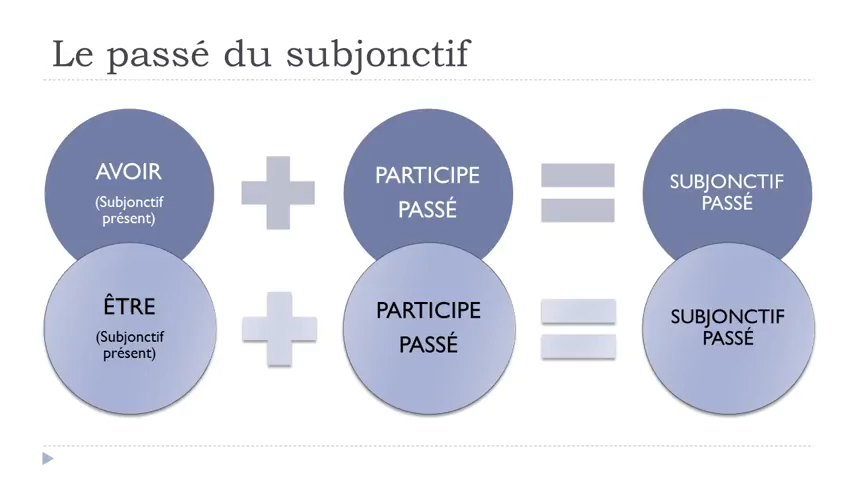 Le passé du subjonctif
AVOIR
(Subjonctif
présent)
PARTICIPE
PASSÉ
SUBJONCTIF
PASSÉ
ÊTRE
(Subjonctif
présent)
PARTICIPE
PASSÉ
SUBJONCTIF
PASSÉ